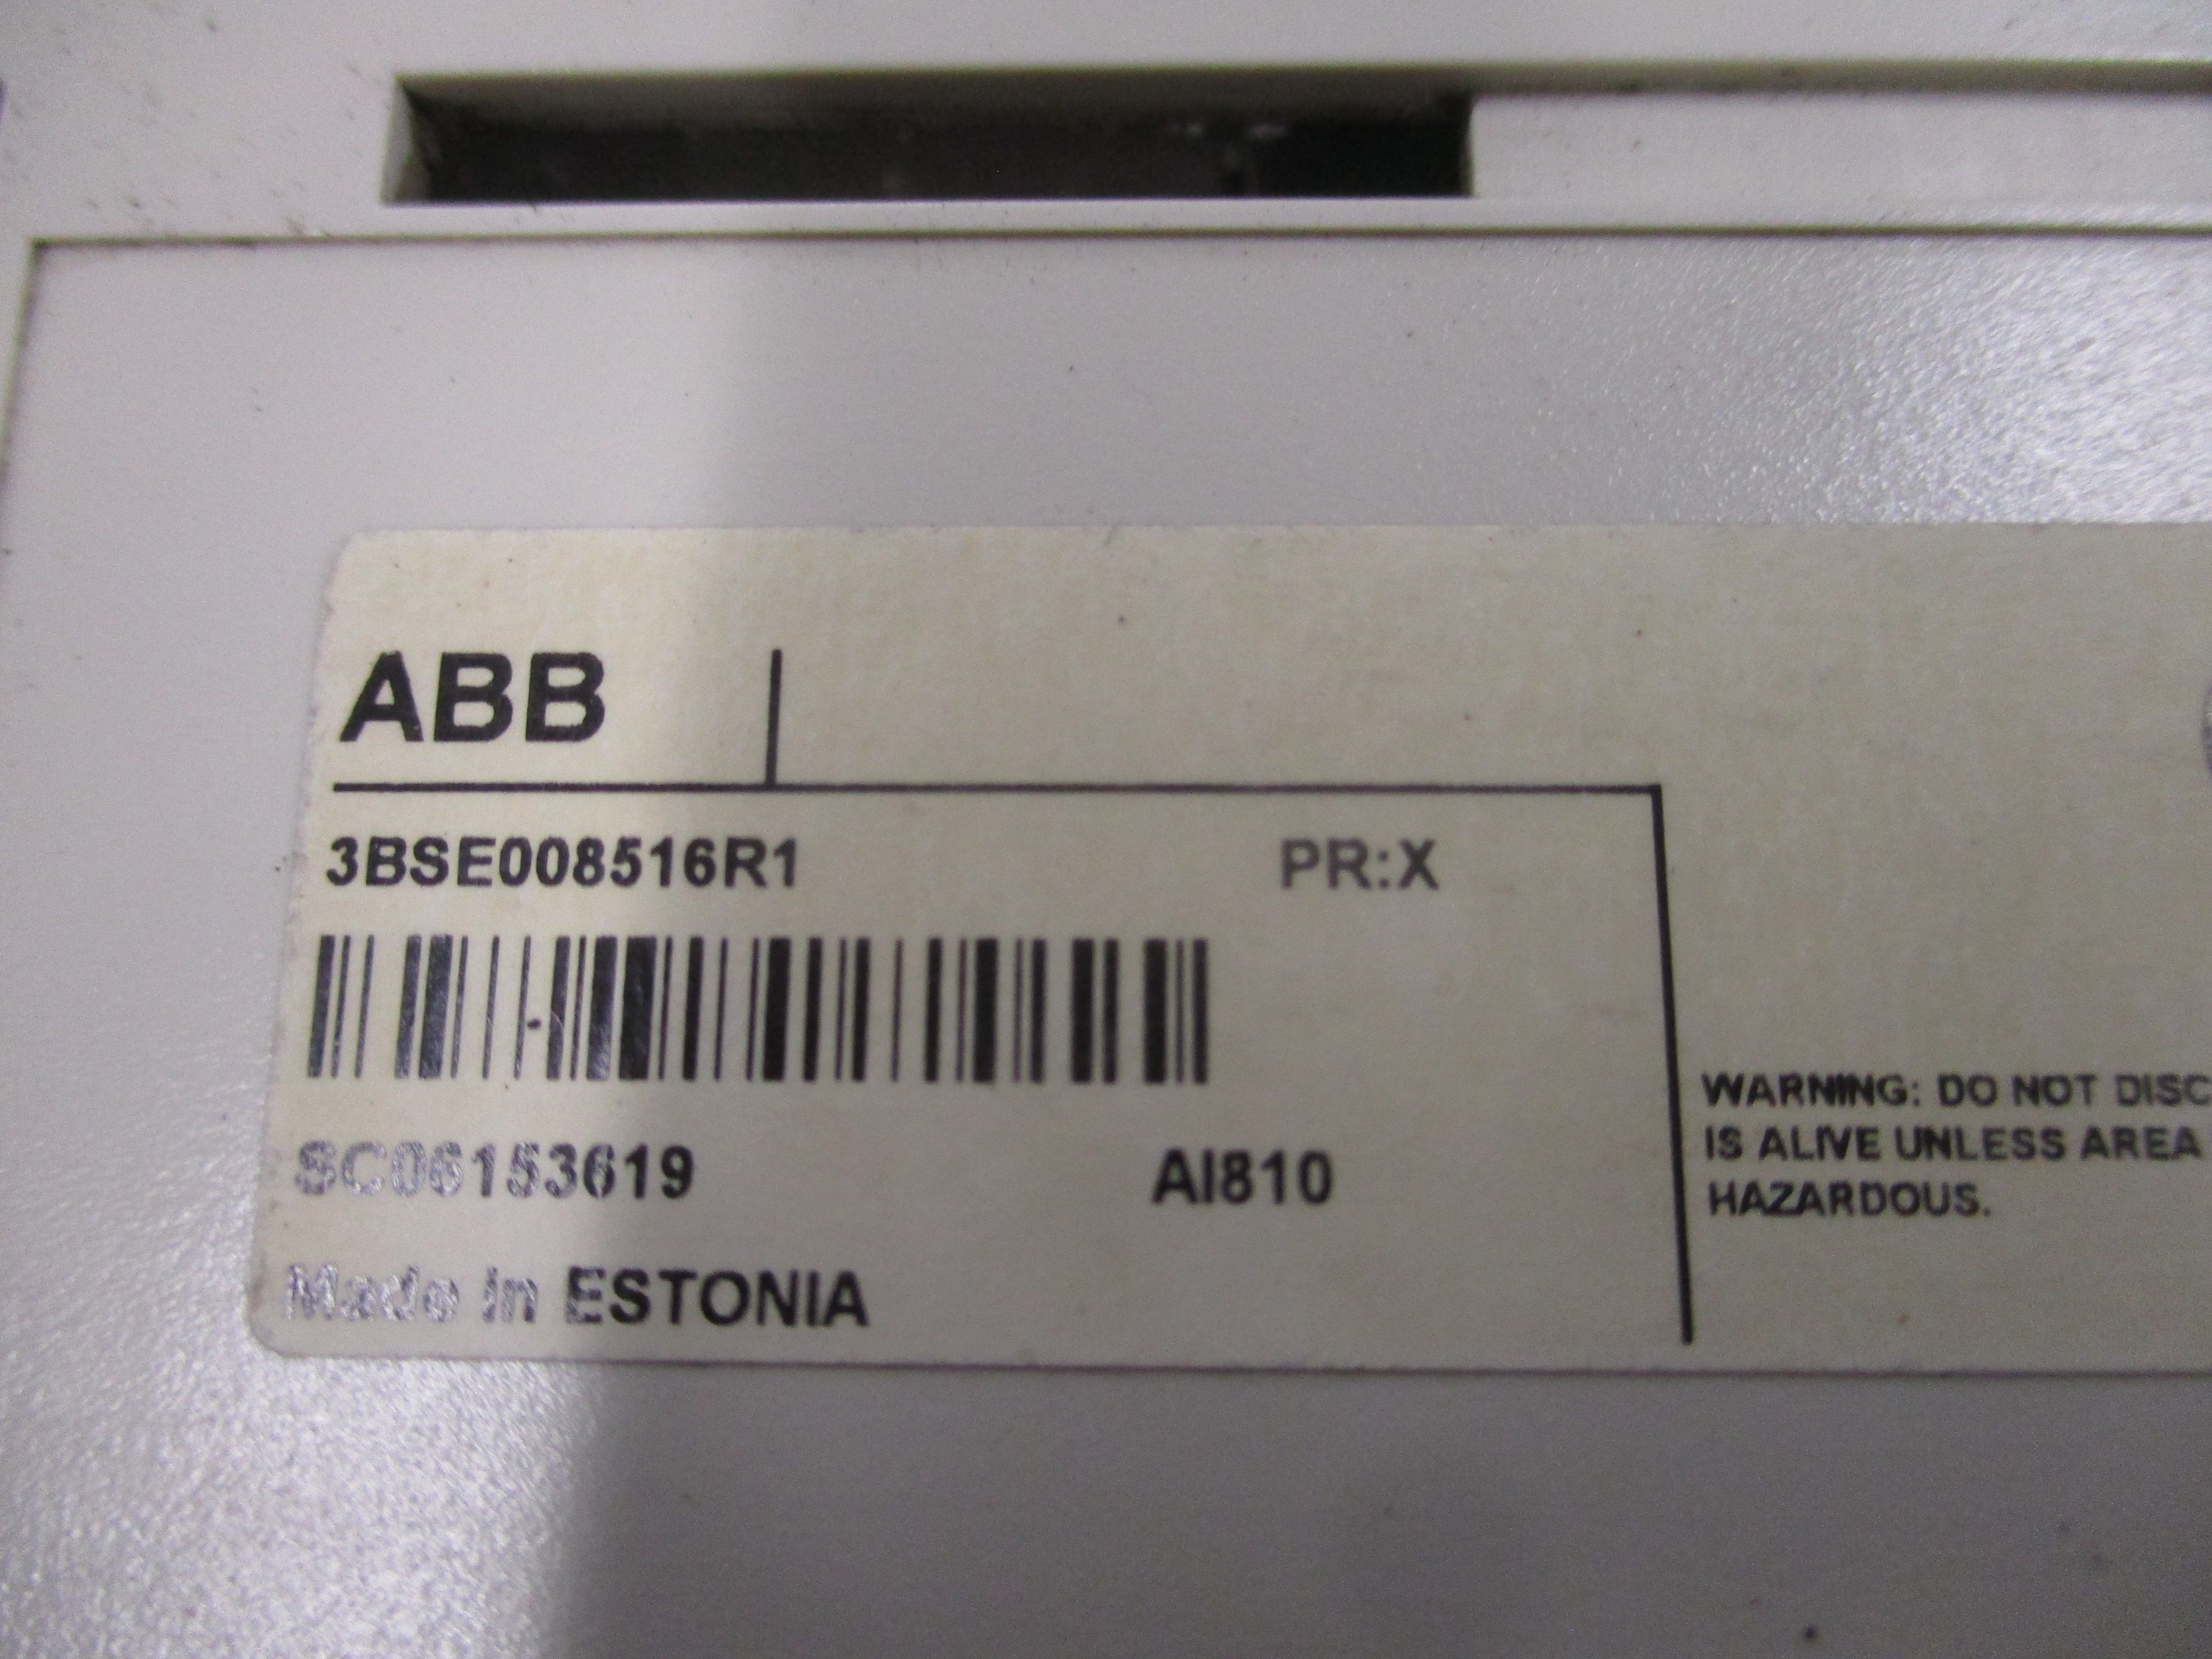 ABB
3BSE008516R1 PR:X
SC06153619 AI810
Made in ESTONIA
WARNING: DO NOT DISC
IS ALIVE UNLESS AREA
HAZARDOUS.